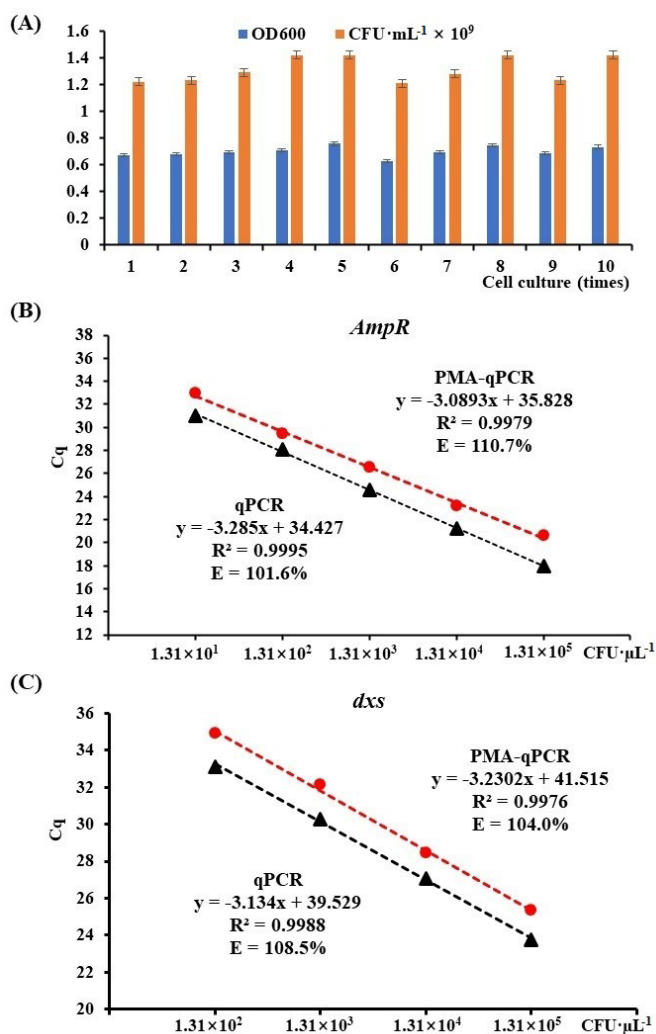 (A)
OD600 CFU·mL⁻¹ × 10⁹
1.6
1.4
1.2
1
0.8
0.6
0.4
0.2
0
1 2 3 4 5 6 7 8 9 10
Cell culture (times)
(B)
AmpR
38
36
34
32
30
28
26
24
22
20
18
16
14
12
Cq
PMA-qPCR
y = -3.0893x + 35.828
R² = 0.9979
E = 110.7%
qPCR
y = -3.285x + 34.427
R² = 0.9995
E = 101.6%
1.31×10¹ 1.31×10² 1.31×10³ 1.31×10⁴ 1.31×10⁵ CFU·µL⁻¹
(C)
dxs
36
34
32
30
28
26
24
22
20
Cq
PMA-qPCR
y = -3.2302x + 41.515
R² = 0.9976
E = 104.0%
qPCR
y = -3.134x + 39.529
R² = 0.9988
E = 108.5%
1.31×10² 1.31×10³ 1.31×10⁴ 1.31×10⁵ CFU·µL⁻¹